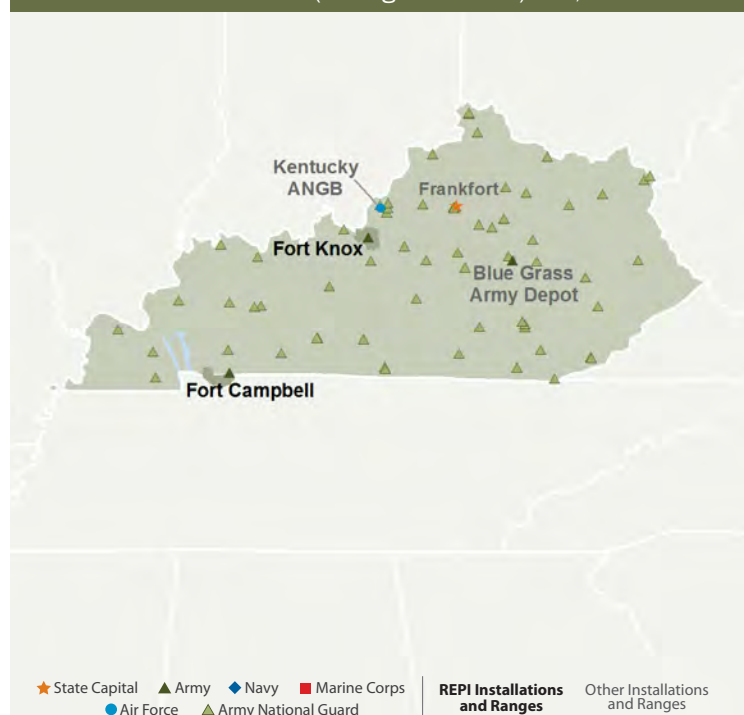 Kentucky
ANGB
Frankfort
Fort Knox
Blue Grass
Army Depot
Fort Campbell
State Capital
Army
Navy
Marine Corps
Air Force
Army National Guard
REPI Installations
and Ranges
Other Installations
and Ranges